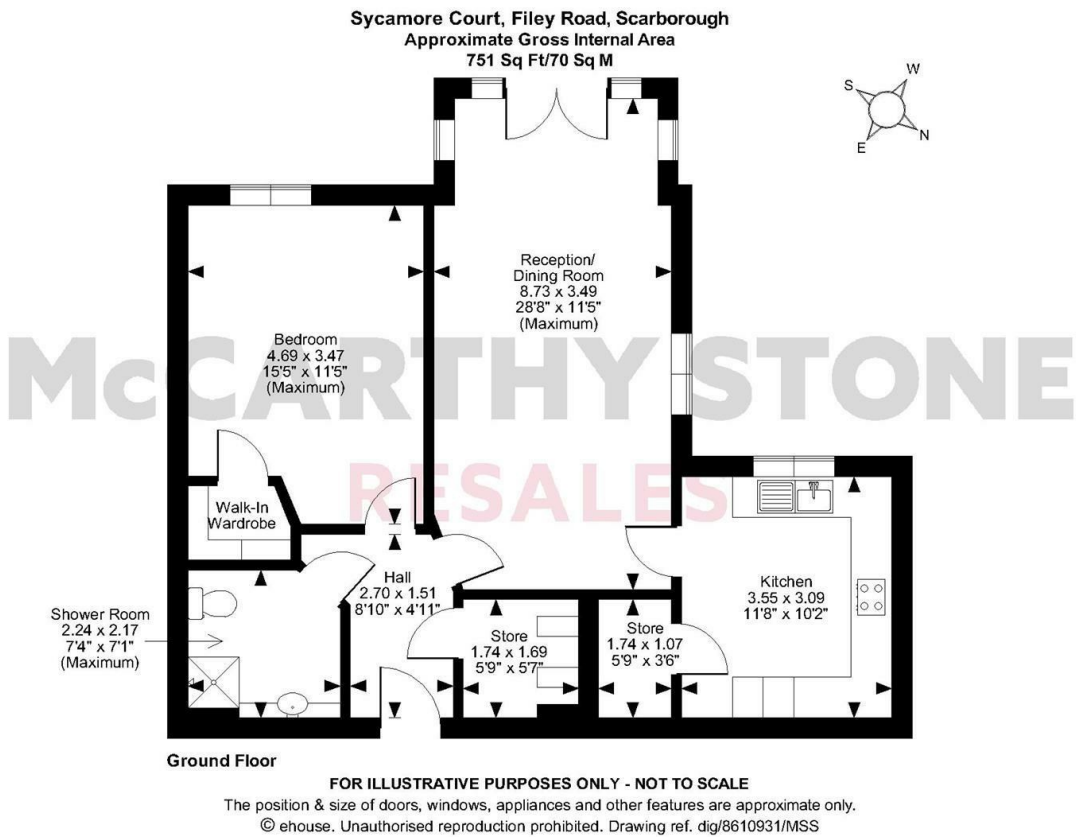 Sycamore Court, Filey Road, Scarborough
Approximate Gross Internal Area
751 Sq Ft/70 Sq M
S
W
E
N
Reception/
Dining Room
8.73 x 3.49
28'8" x 11'5"
(Maximum)
Bedroom
4.69 x 3.47
15'5" x 11'5"
(Maximum)
McCARTHY STONE
RESALES
Walk-In
Wardrobe
Hall
2.70 x 1.51
8'10" x 4'11"
Kitchen
3.55 x 3.09
11'8" x 10'2"
Shower Room
2.24 x 2.17
7'4" x 7'1"
(Maximum)
Store
1.74 x 1.69
5'9" x 5'7"
Store
1.74 x 1.07
5'9" x 3'6"
Ground Floor
FOR ILLUSTRATIVE PURPOSES ONLY - NOT TO SCALE
The position & size of doors, windows, appliances and other features are approximate only.
© ehouse. Unauthorised reproduction prohibited. Drawing ref. dig/8610931/MSS